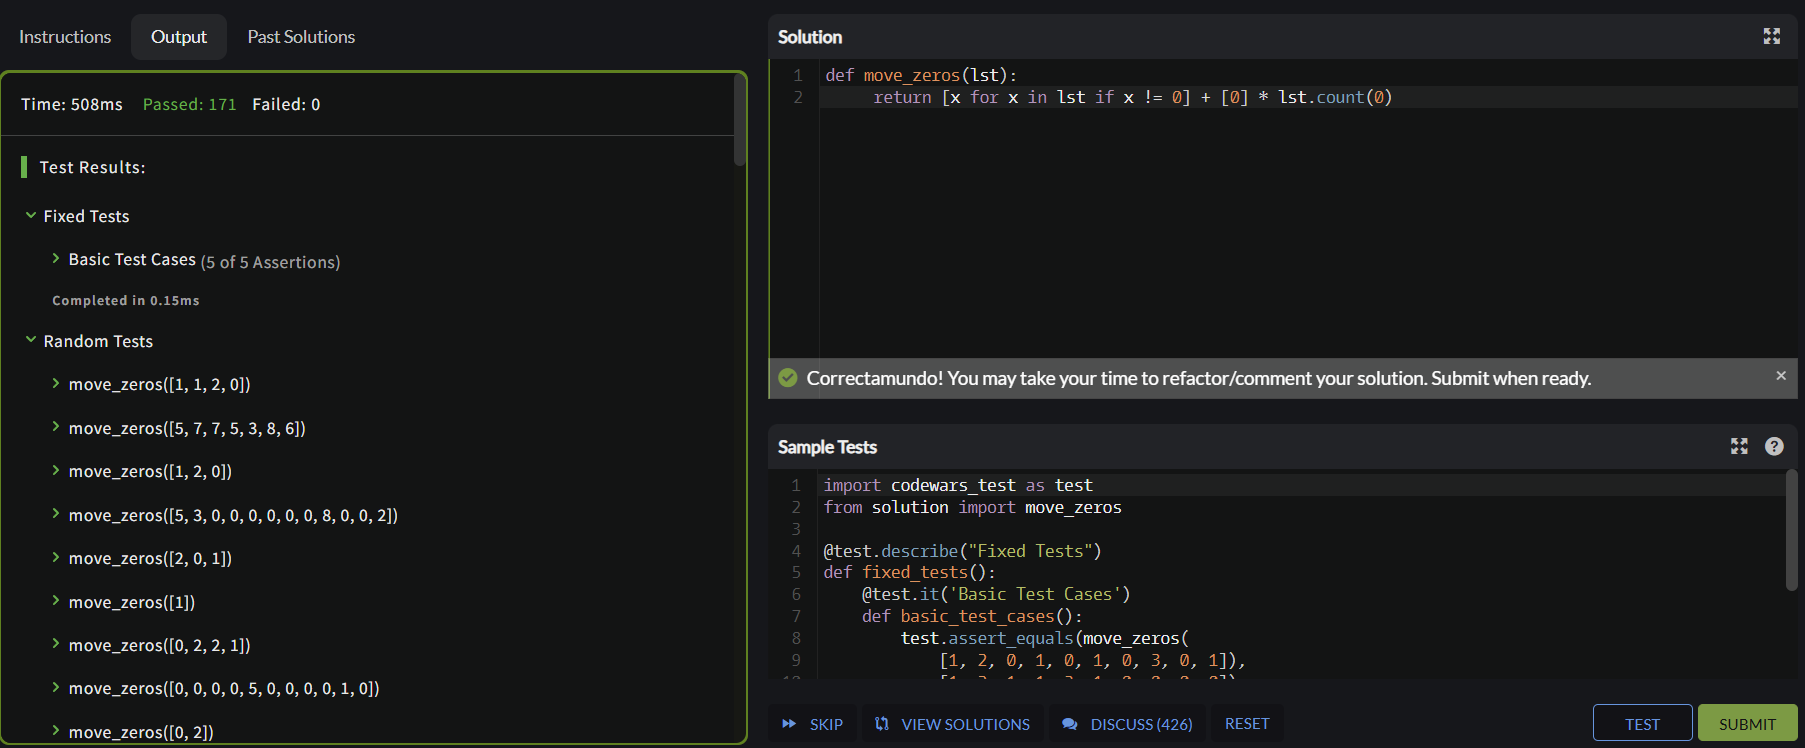 Instructions Output Past Solutions
Time: 508ms Passed: 171 Failed: 0
Test Results:
Fixed Tests
Basic Test Cases (5 of 5 Assertions)
Completed in 0.15ms
Random Tests
move_zeros([1, 1, 2, 0])
move_zeros([5, 7, 7, 5, 3, 8, 6])
move_zeros([1, 2, 0])
move_zeros([5, 3, 0, 0, 0, 0, 0, 0, 8, 0, 0, 2])
move_zeros([2, 0, 1])
move_zeros([1])
move_zeros([0, 2, 2, 1])
move_zeros([0, 0, 0, 0, 5, 0, 0, 0, 0, 1, 0])
move_zeros([0, 2])
Solution
1 def move_zeros(lst):
2 return [x for x in lst if x != 0] + [0] * lst.count(0)
Correctamundo! You may take your time to refactor/comment your solution. Submit when ready.
Sample Tests
1 import codewars_test as test
2 from solution import move_zeros
3
4 @test.describe("Fixed Tests")
5 def fixed_tests():
6 @test.it('Basic Test Cases')
7 def basic_test_cases():
8 test.assert_equals(move_zeros(
9 [1, 2, 0, 1, 0, 1, 0, 3, 0, 1]),
SKIP VIEW SOLUTIONS DISCUSS (426) RESET TEST SUBMIT